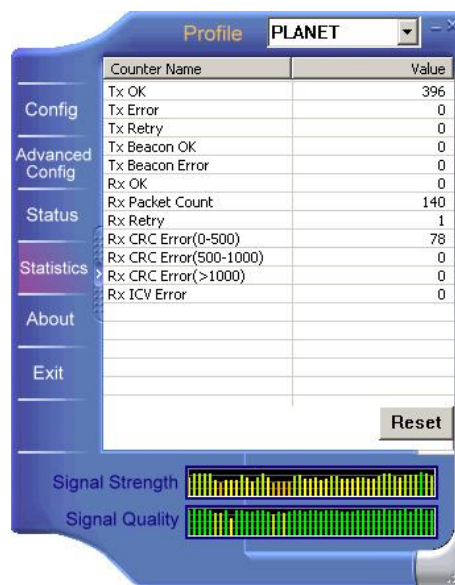 Profile PLANET
Counter Name Value
Tx OK 396
Tx Error 0
Tx Retry 0
Tx Beacon OK 0
Tx Beacon Error 0
Rx OK 0
Rx Packet Count 140
Rx Retry 1
Rx CRC Error(0-500) 78
Rx CRC Error(500-1000) 0
Rx CRC Error(>1000) 0
Rx ICV Error 0
Config
Advanced
Config
Status
Statistics
About
Exit
Reset
Signal Strength
Signal Quality